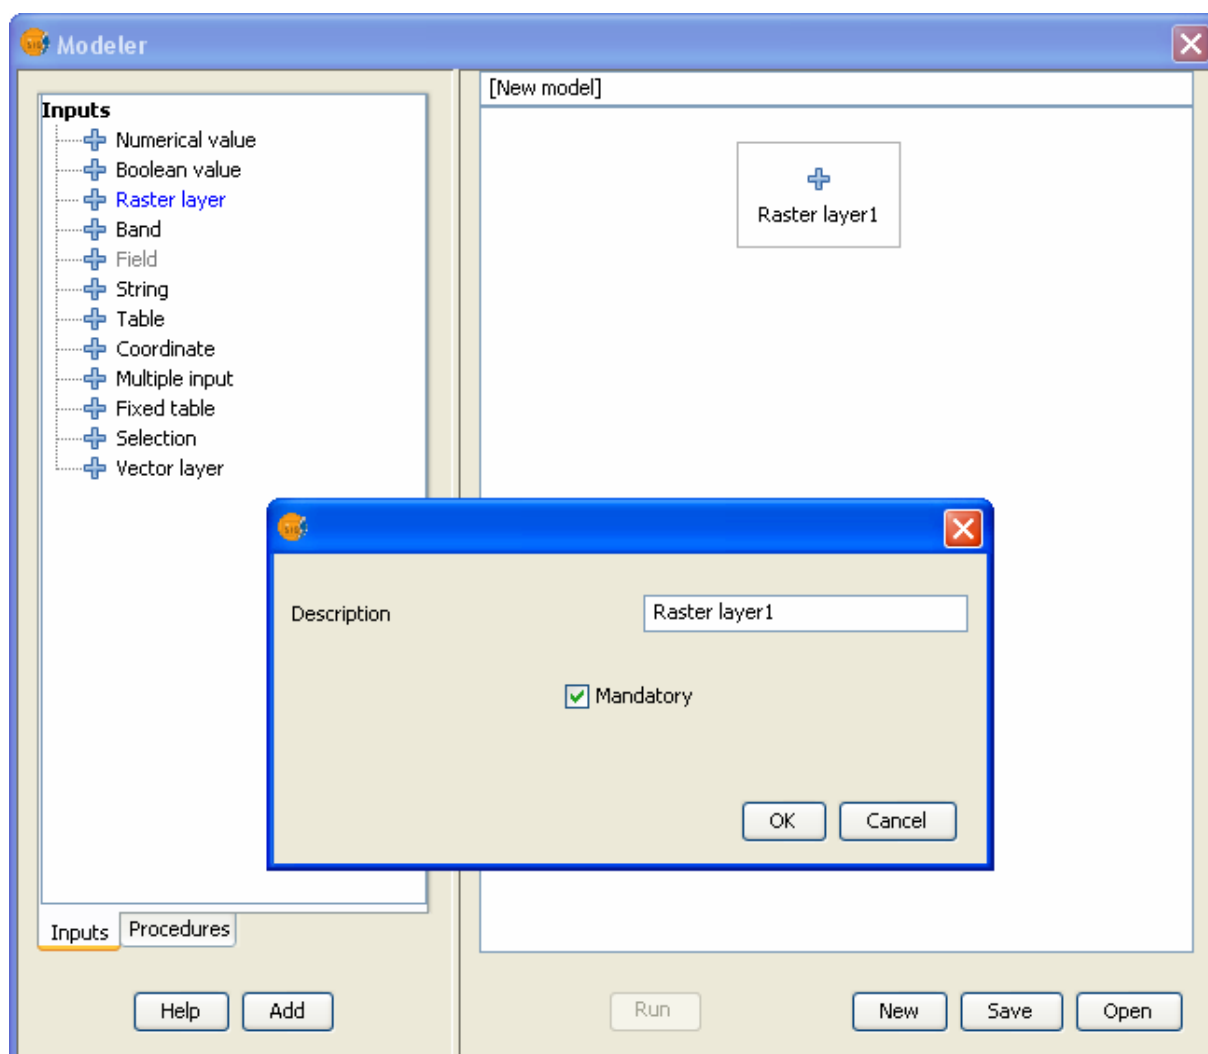 Modeler
Inputs
Numerical value
Boolean value
Raster layer
Band
Field
String
Table
Coordinate
Multiple input
Fixed table
Selection
Vector layer
[New model]
Raster layer1
Description
Raster layer1
Mandatory
OK
Cancel
Inputs
Procedures
Help
Add
Run
New
Save
Open